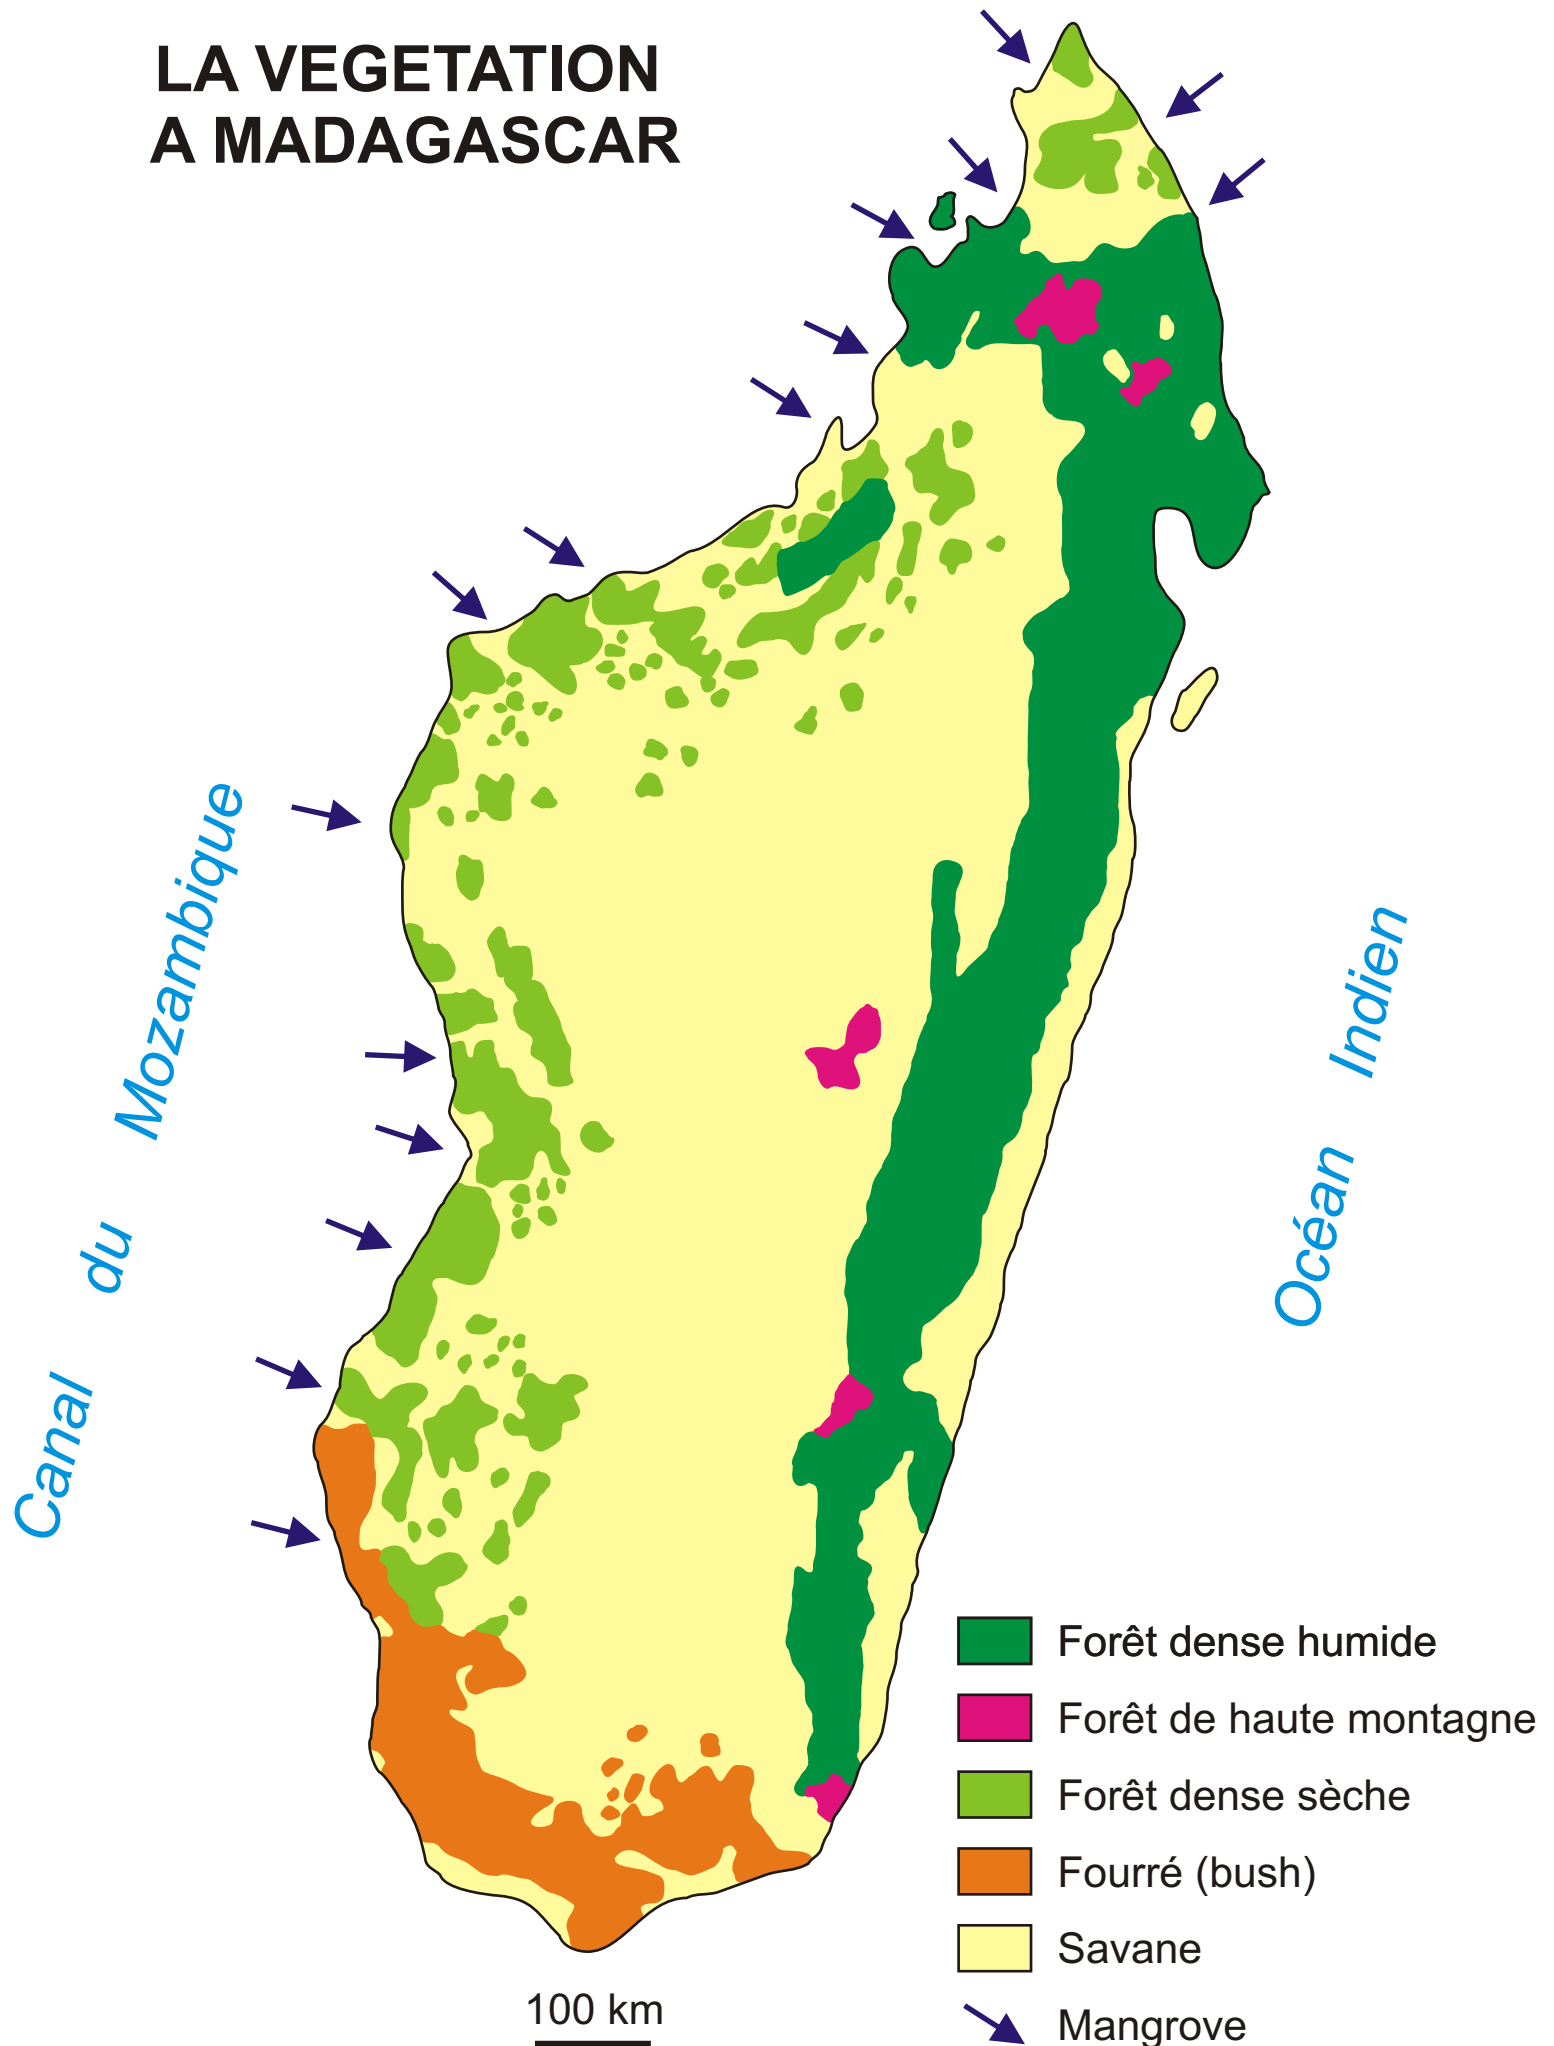 LA VEGETATION
A MADAGASCAR
Canal du Mozambique
Océan Indien
Forêt dense humide
Forêt de haute montagne
Forêt dense sèche
Fourré (bush)
Savane
Mangrove
100 km